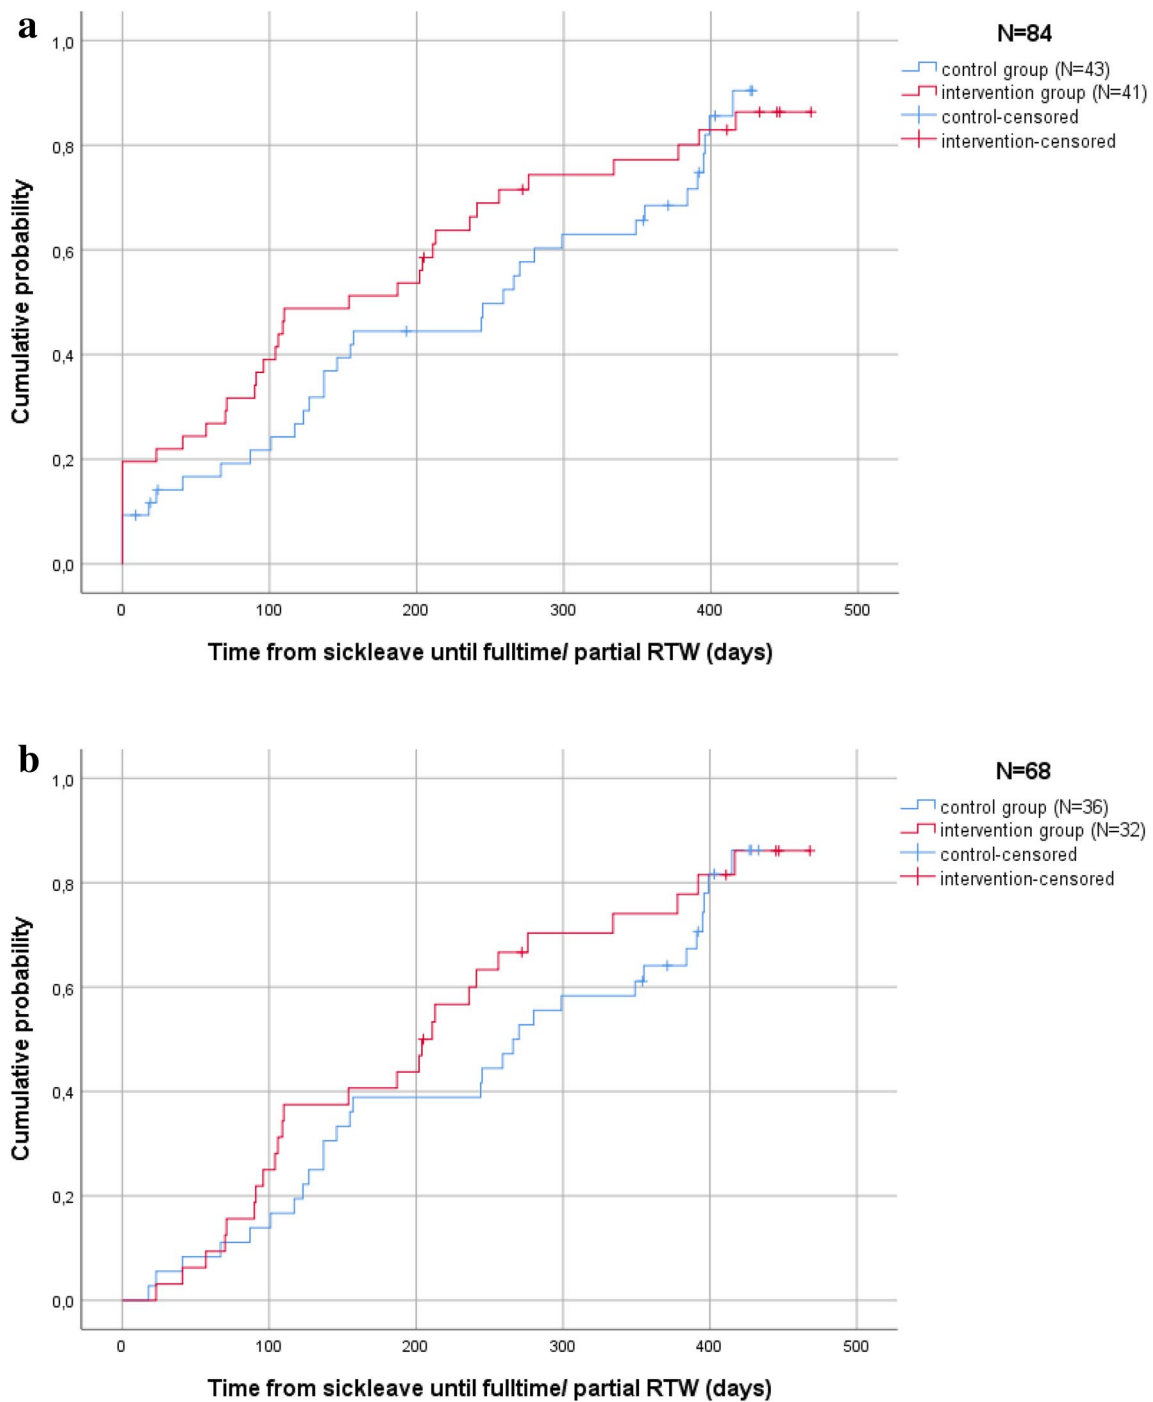 a
N=84
control group (N=43)
intervention group (N=41)
control-censored
intervention-censored
Cumulative probability
1,0
0,8
0,6
0,4
0,2
0,0
0 100 200 300 400 500
Time from sickleave until fulltime/ partial RTW (days)
b
N=68
control group (N=36)
intervention group (N=32)
control-censored
intervention-censored
Cumulative probability
1,0
0,8
0,6
0,4
0,2
0,0
0 100 200 300 400 500
Time from sickleave until fulltime/ partial RTW (days)